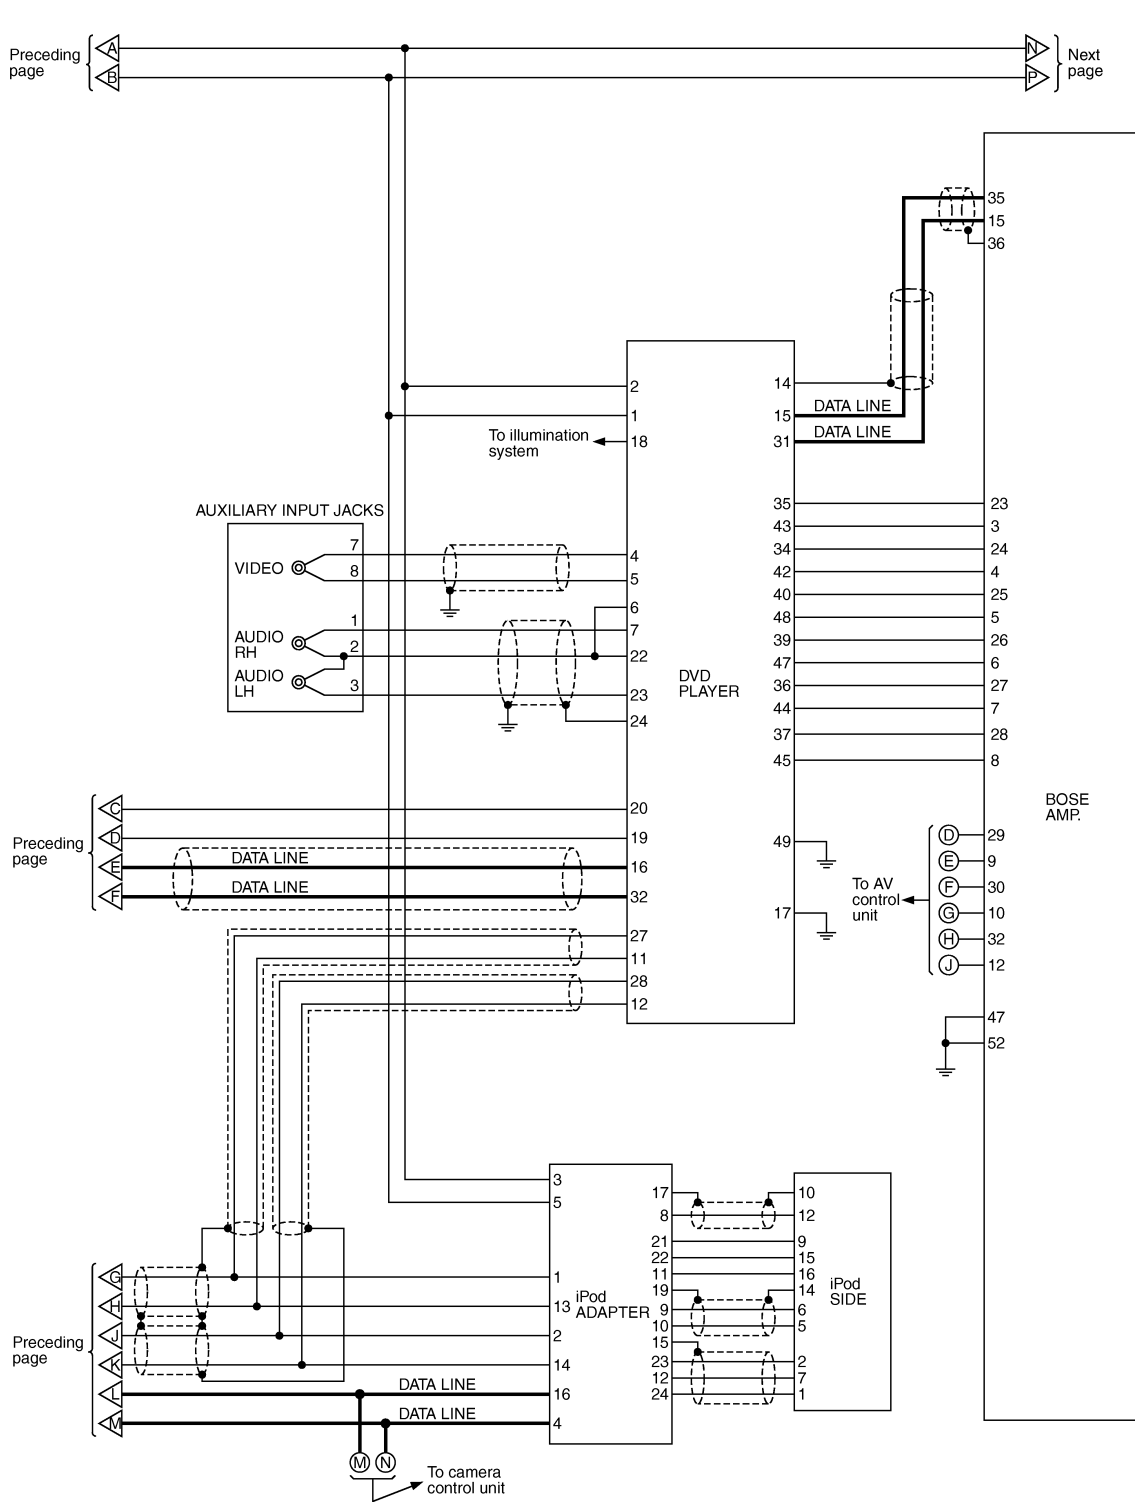 Preceding
page
A
B
N
P
Next
page
35
15
36
2
1
18
To illumination
system
14
15
DATA LINE
31
DATA LINE
AUXILIARY INPUT JACKS
VIDEO
7
8
AUDIO
RH
1
2
AUDIO
LH
3
4
5
6
7
22
23
24
DVD
PLAYER
35
43
34
42
40
48
39
47
36
44
37
45
23
3
24
4
25
5
26
6
27
7
28
8
BOSE
AMP.
Preceding
page
C
D
E
F
DATA LINE
DATA LINE
20
19
16
32
27
11
28
12
49
17
To AV
control
unit
D
E
F
G
H
J
29
9
30
10
32
12
47
52
3
5
1
13
2
14
16
4
iPod
ADAPTER
17
8
21
22
11
19
9
10
15
23
12
24
10
12
9
15
16
14
6
5
2
7
1
iPod
SIDE
Preceding
page
G
H
J
K
L
M
DATA LINE
DATA LINE
M
N
To camera
control unit